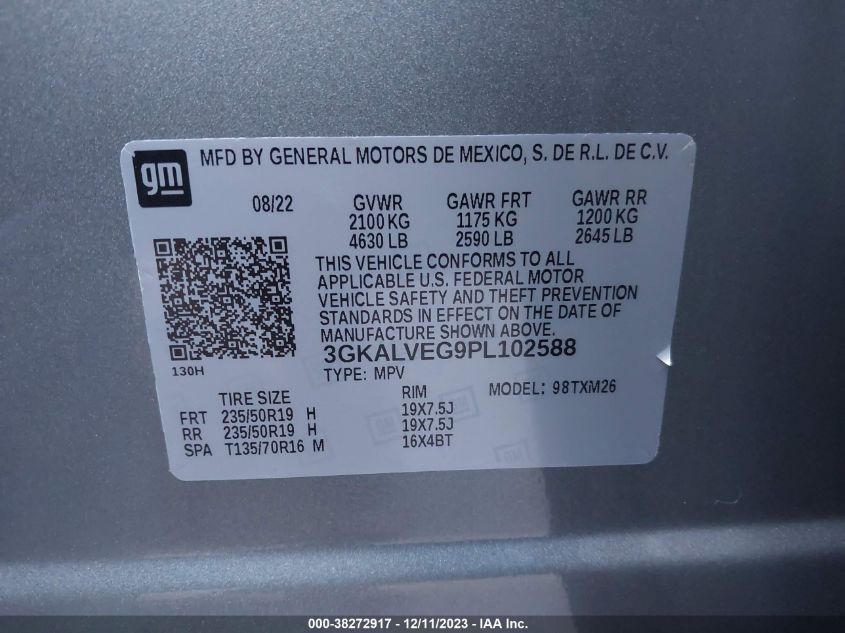 gm
MFD BY GENERAL MOTORS DE MEXICO, S. DE R.L. DE C.V.
08/22 GVWR GAWR FRT GAWR RR
2100 KG 1175 KG 1200 KG
4630 LB 2590 LB 2645 LB
THIS VEHICLE CONFORMS TO ALL
APPLICABLE U.S. FEDERAL MOTOR
VEHICLE SAFETY AND THEFT PREVENTION
STANDARDS IN EFFECT ON THE DATE OF
MANUFACTURE SHOWN ABOVE.
3GKALVEG9PL102588
130H
TYPE: MPV MODEL: 98TXM26
TIRE SIZE RIM
FRT 235/50R19 H 19X7.5J
RR 235/50R19 H 19X7.5J
SPA T135/70R16 M 16X4BT
000-38272917 - 12/11/2023 - IAAI.com